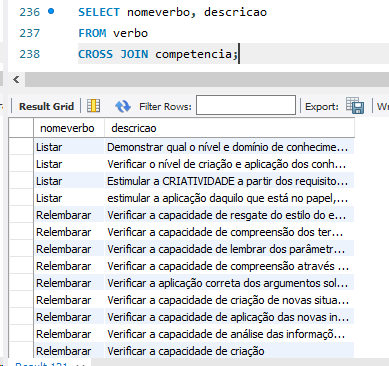 236 SELECT nomeverbo, descricao
237 FROM verbo
238 CROSS JOIN competencia;
Result Grid Filter Rows: Export: Wr
nomeverbo descricao
Listar Demonstrar qual o nível e domínio de conhecime...
Listar Verificar o nível de criação e aplicação dos conh...
Listar Estimular a CRIATIVIDADE a partir dos requisito...
Listar estimular a aplicação daquilo que está no papel,...
Relembarar Verificar a capacidade de resgate do estilo do e...
Relembarar Verificar a capacidade de compreensão dos ter...
Relembarar Verificar a capacidade de lembrar dos parâmetr...
Relembarar Verificar a capacidade de compreensão através ...
Relembarar Verificar a aplicação correta dos argumentos sol...
Relembarar Verificar a capacidade de criação de novas situa...
Relembarar Verificar a capacidade de aplicação das novas in...
Relembarar Verificar a capacidade de análise das informaçõ...
Relembarar Verificar a capacidade de criação